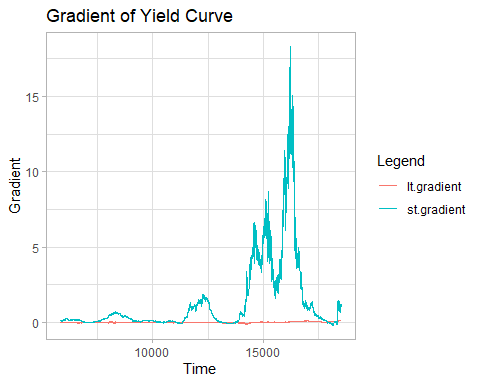 Gradient of Yield Curve
15
10
5
0
Gradient
10000
15000
Time
Legend
lt.gradient
st.gradient